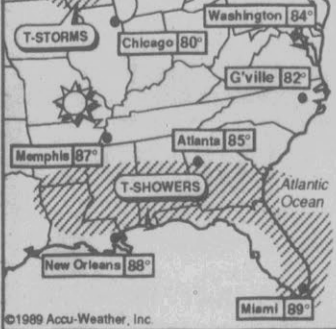 Washington 84°
T-STORMS
Chicago 80°
G'ville 82°
Atlanta 85°
Memphis 87°
T-SHOWERS
Atlantic
Ocean
New Orleans 88°
Miami 89°
©1989 Accu-Weather, Inc.